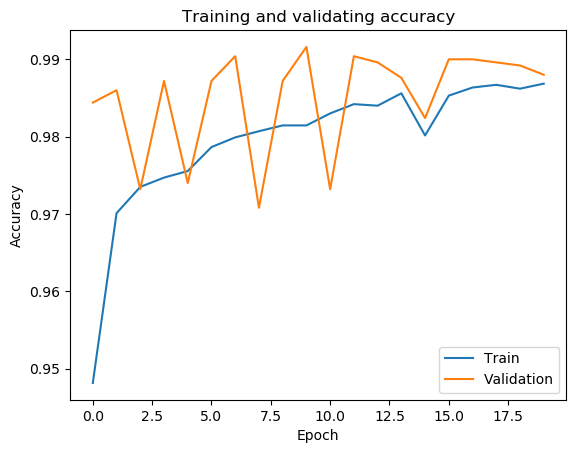 Training and validating accuracy
Accuracy
0.99
0.98
0.97
0.96
0.95
Train
Validation
0.0 2.5 5.0 7.5 10.0 12.5 15.0 17.5
Epoch